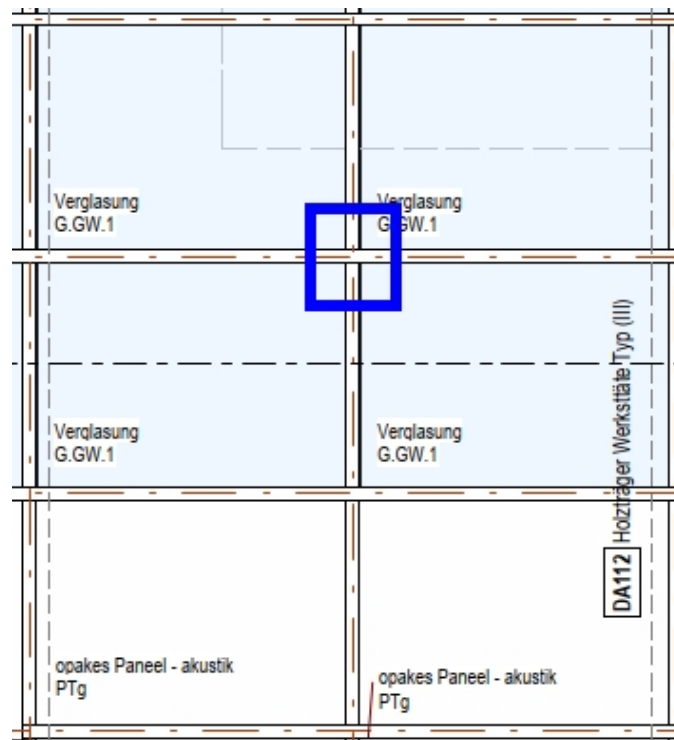 Verglasung
G.GW.1
Verglasung
G.GW.1
Verglasung
G.GW.1
Verglasung
G.GW.1
DA112 Holzträger Werksttäte Typ (III)
opakes Paneel - akustik
PTg
opakes Paneel - akustik
PTg